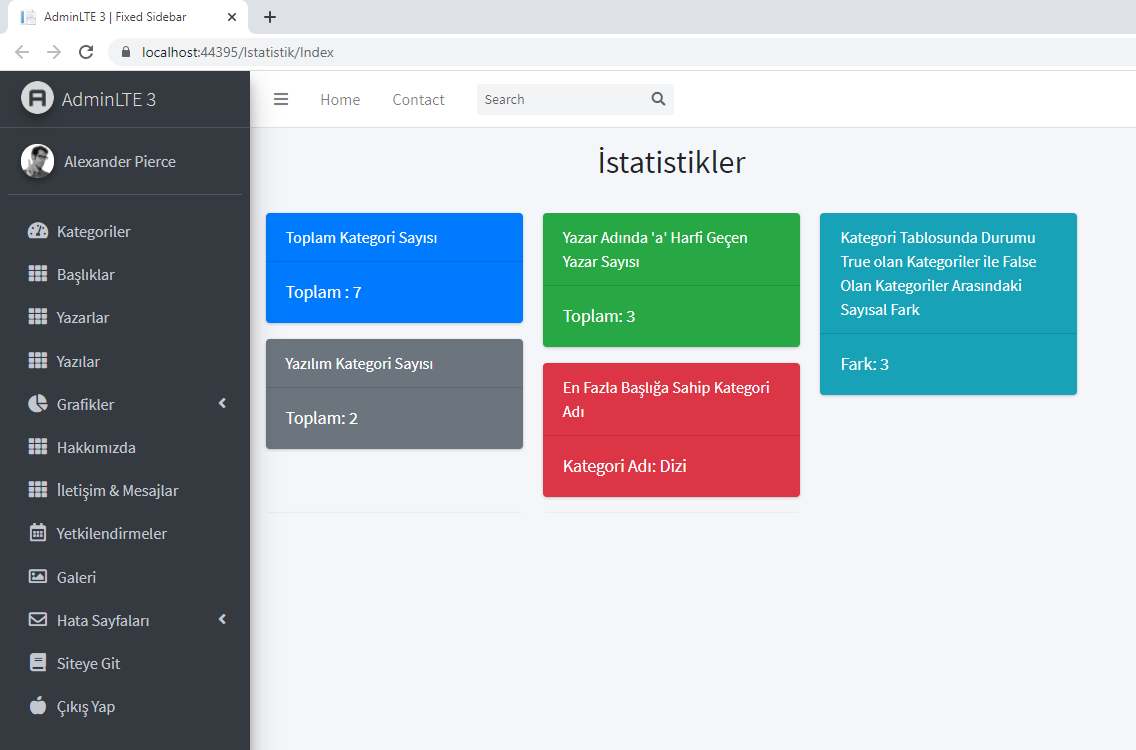 AdminLTE 3 | Fixed Sidebar
localhost:44395/Istatistik/Index
AdminLTE 3
Home
Contact
Search
Alexander Pierce
Kategoriler
Başlıklar
Yazarlar
Yazılar
Grafikler
Hakkımızda
İletişim & Mesajlar
Yetkilendirmeler
Galeri
Hata Sayfaları
Siteye Git
Çıkış Yap
İstatistikler
Toplam Kategori Sayısı
Toplam : 7
Yazılım Kategori Sayısı
Toplam: 2
Yazar Adında 'a' Harfi Geçen
Yazar Sayısı
Toplam: 3
En Fazla Başlığa Sahip Kategori
Adı
Kategori Adı: Dizi
Kategori Tablosunda Durumu
True olan Kategoriler ile False
Olan Kategoriler Arasındaki
Sayısal Fark
Fark: 3